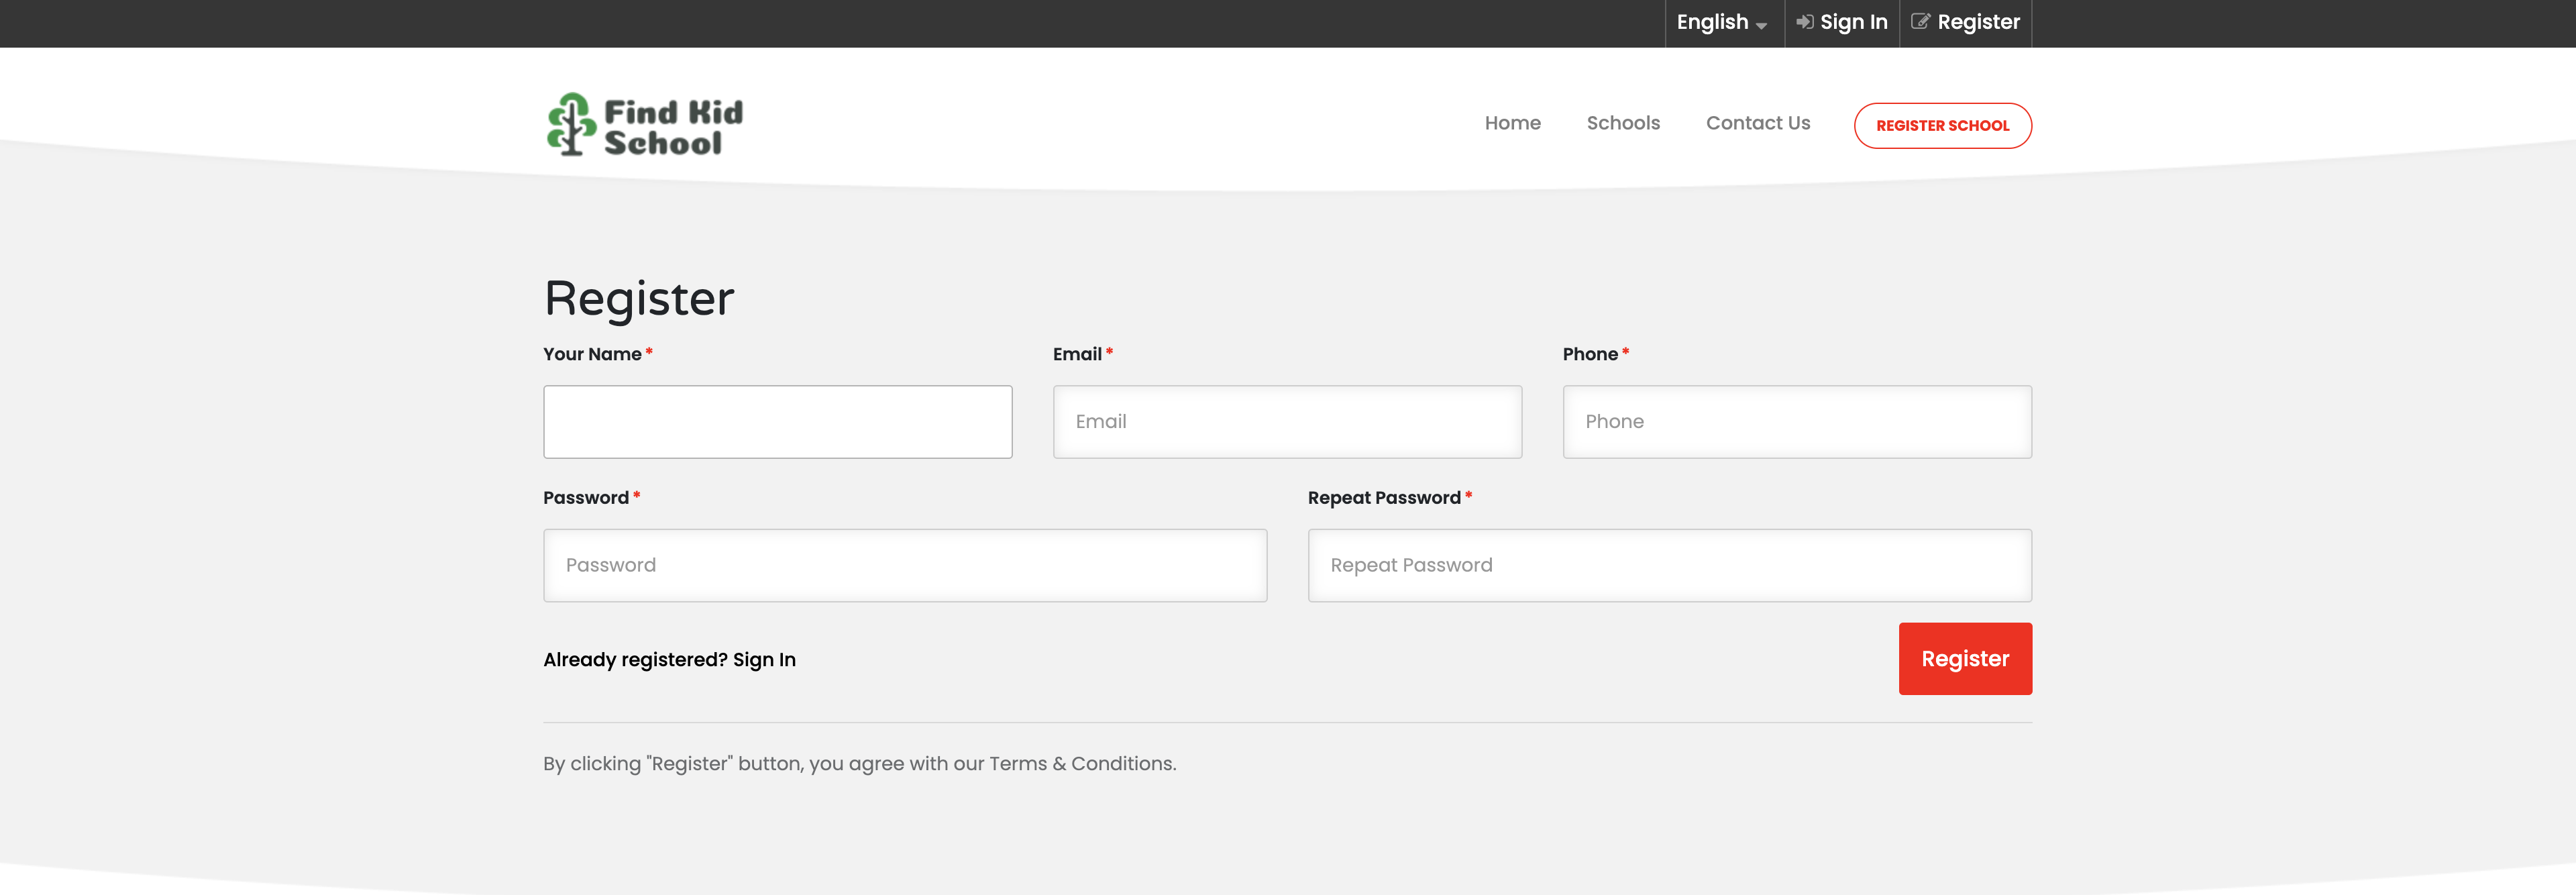 English Sign In Register
Find Kid
School
Home Schools Contact Us REGISTER SCHOOL
Register
Your Name * Email * Phone *
Email Phone
Password * Repeat Password *
Password Repeat Password
Already registered? Sign In Register
By clicking "Register" button, you agree with our Terms & Conditions.